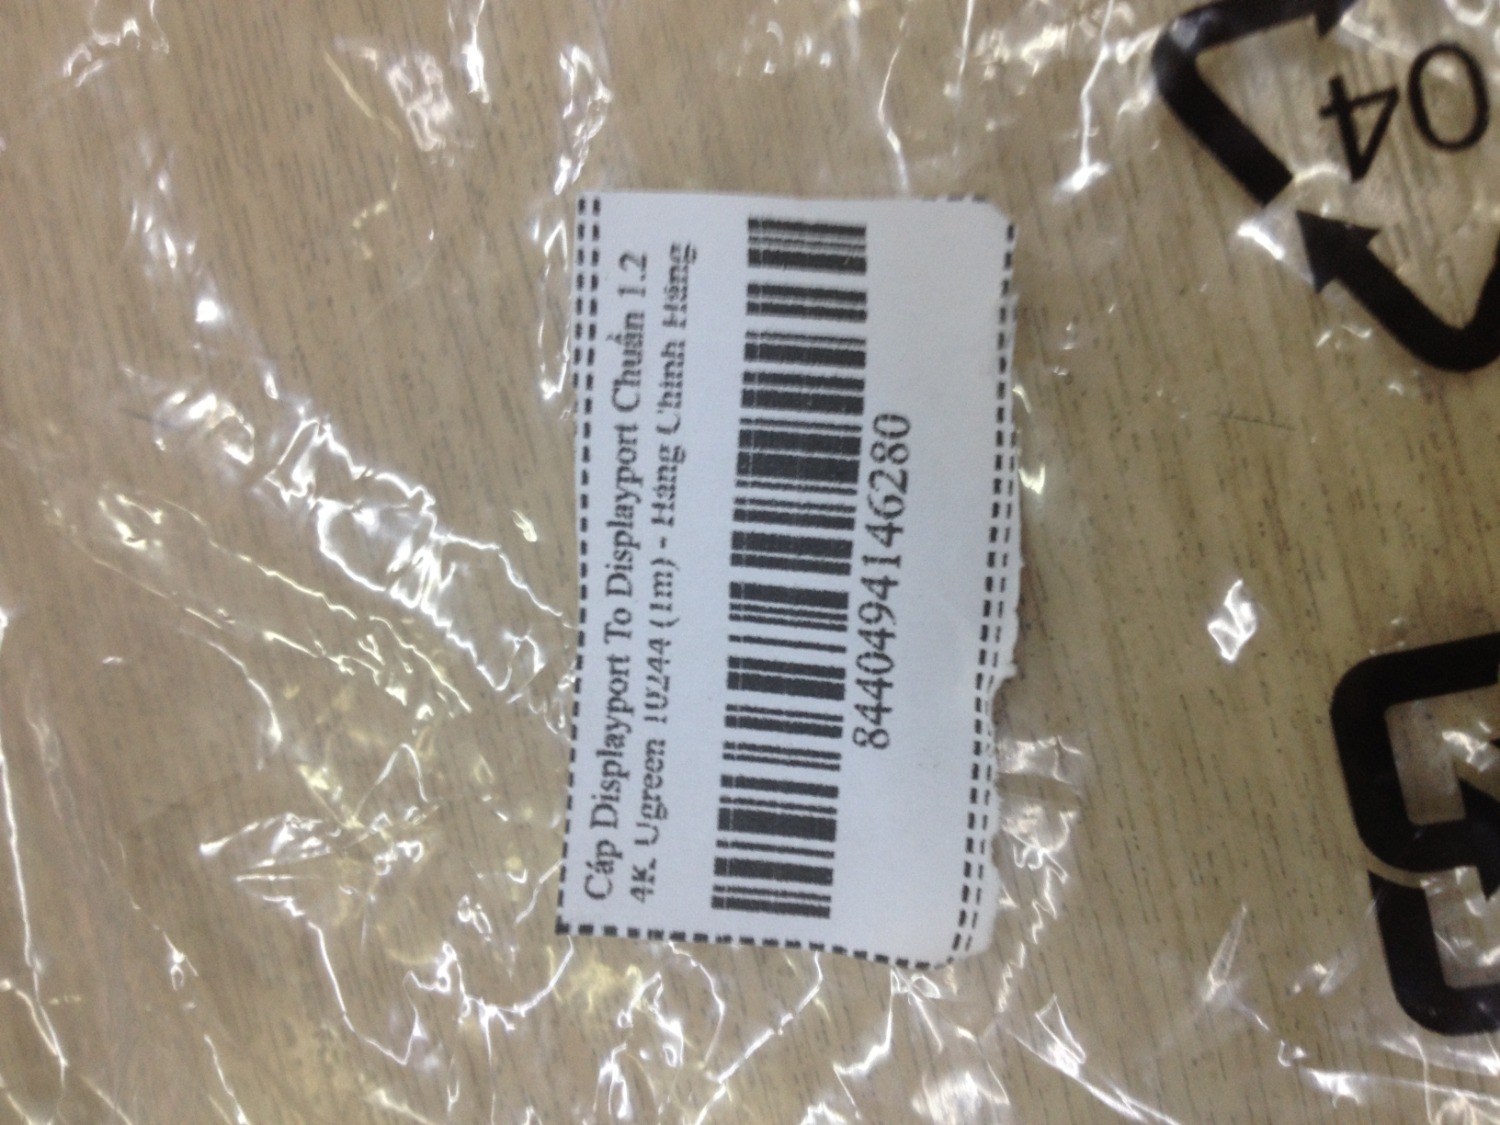 Cáp Displayport To Displayport Chuẩn 1.2
4K Ugreen 10244 (1m) - Hàng Chính Hãng
8440494146280
04